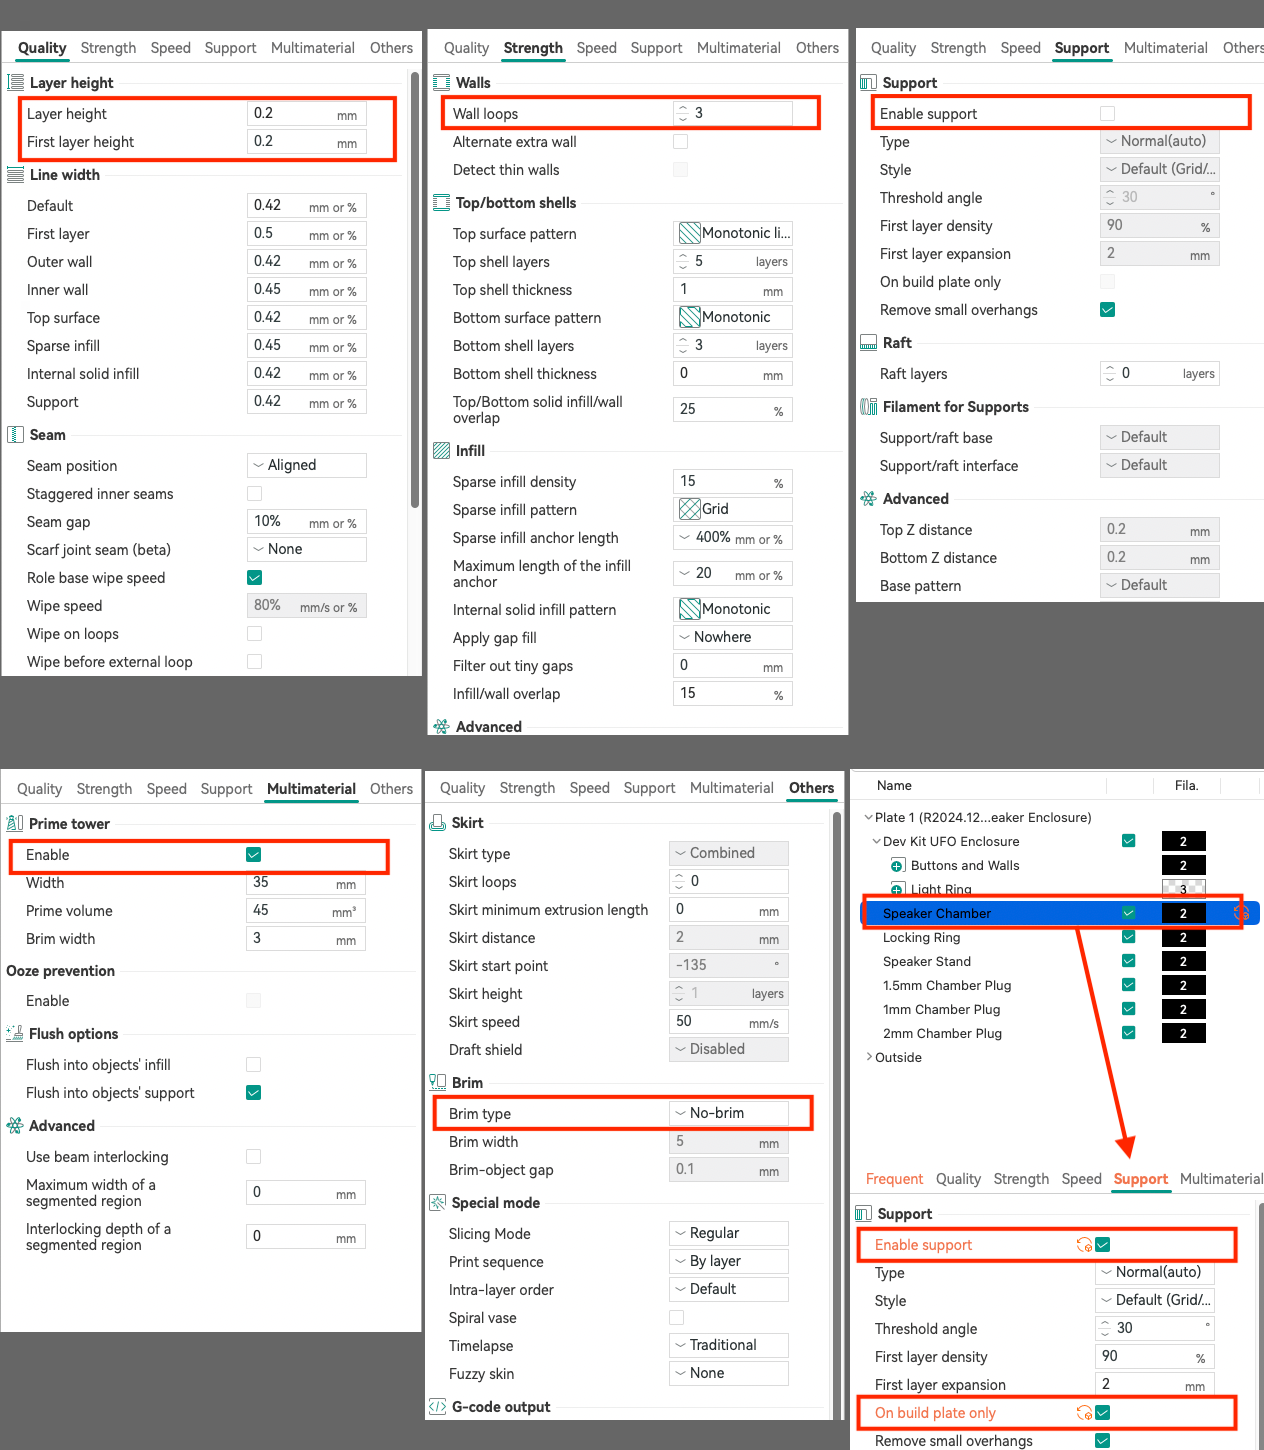 Quality Strength Speed Support Multimaterial Others
Layer height
Layer height 0.2 mm
First layer height 0.2 mm
Line width
Default 0.42 mm or %
First layer 0.5 mm or %
Outer wall 0.42 mm or %
Inner wall 0.45 mm or %
Top surface 0.42 mm or %
Sparse infill 0.45 mm or %
Internal solid infill 0.42 mm or %
Support 0.42 mm or %
Seam
Seam position Aligned
Staggered inner seams
Seam gap 10% mm or %
Scarf joint seam (beta) None
Role base wipe speed
Wipe speed 80% mm/s or %
Wipe on loops
Wipe before external loop
Quality Strength Speed Support Multimaterial Others
Walls
Wall loops 3
Alternate extra wall
Detect thin walls
Top/bottom shells
Top surface pattern Monotonic li...
Top shell layers 5 layers
Top shell thickness 1 mm
Bottom surface pattern Monotonic
Bottom shell layers 3 layers
Bottom shell thickness 0 mm
Top/Bottom solid infill/wall
overlap 25 %
Infill
Sparse infill density 15 %
Sparse infill pattern Grid
Sparse infill anchor length 400% mm or %
Maximum length of the infill
anchor 20 mm or %
Internal solid infill pattern Monotonic
Apply gap fill Nowhere
Filter out tiny gaps 0 mm
Infill/wall overlap 15 %
Advanced
Quality Strength Speed Support Multimaterial Others
Support
Enable support
Type Normal(auto)
Style Default (Grid/...
Threshold angle 30 °
First layer density 90 %
First layer expansion 2 mm
On build plate only
Remove small overhangs
Raft
Raft layers 0 layers
Filament for Supports
Support/raft base Default
Support/raft interface Default
Advanced
Top Z distance 0.2 mm
Bottom Z distance 0.2 mm
Base pattern Default
Quality Strength Speed Support Multimaterial Others
Prime tower
Enable
Width 35 mm
Prime volume 45 mm³
Brim width 3 mm
Ooze prevention
Enable
Flush options
Flush into objects' infill
Flush into objects' support
Advanced
Use beam interlocking
Maximum width of a
segmented region 0 mm
Interlocking depth of a
segmented region 0 mm
Quality Strength Speed Support Multimaterial Others
Skirt
Skirt type Combined
Skirt loops 0
Skirt minimum extrusion length 0 mm
Skirt distance 2 mm
Skirt start point -135 °
Skirt height 1 layers
Skirt speed 50 mm/s
Draft shield Disabled
Brim
Brim type No-brim
Brim width 5 mm
Brim-object gap 0.1 mm
Special mode
Slicing Mode Regular
Print sequence By layer
Intra-layer order Default
Spiral vase
Timelapse Traditional
Fuzzy skin None
G-code output
Name Fila.
Plate 1 (R2024.12...eaker Enclosure)
Dev Kit UFO Enclosure 2
Buttons and Walls 2
Light Ring 3
Speaker Chamber 2
Locking Ring 2
Speaker Stand 2
1.5mm Chamber Plug 2
1mm Chamber Plug 2
2mm Chamber Plug 2
Outside
Frequent Quality Strength Speed Support Multimaterial
Support
Enable support
Type Normal(auto)
Style Default (Grid/...
Threshold angle 30 °
First layer density 90 %
First layer expansion 2 mm
On build plate only
Remove small overhangs